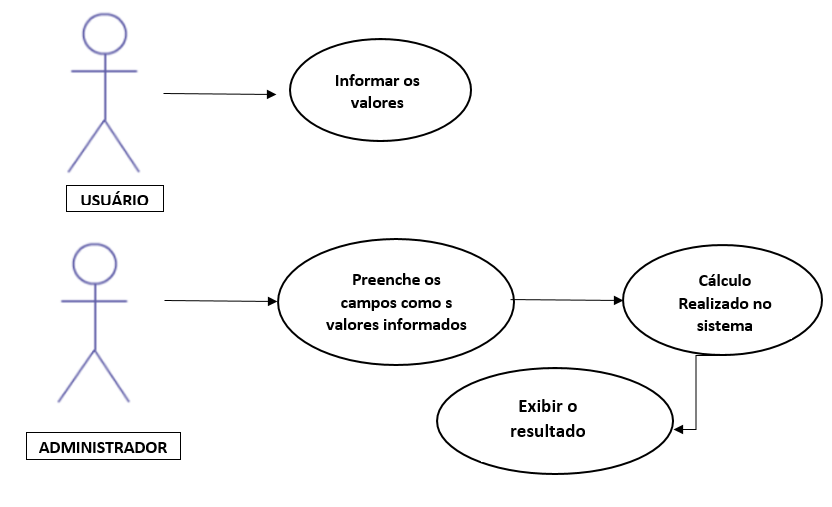 Informar os
valores
USUÁRIO
Preenche os
campos como s
valores informados
Cálculo
Realizado no
sistema
Exibir o
resultado
ADMINISTRADOR